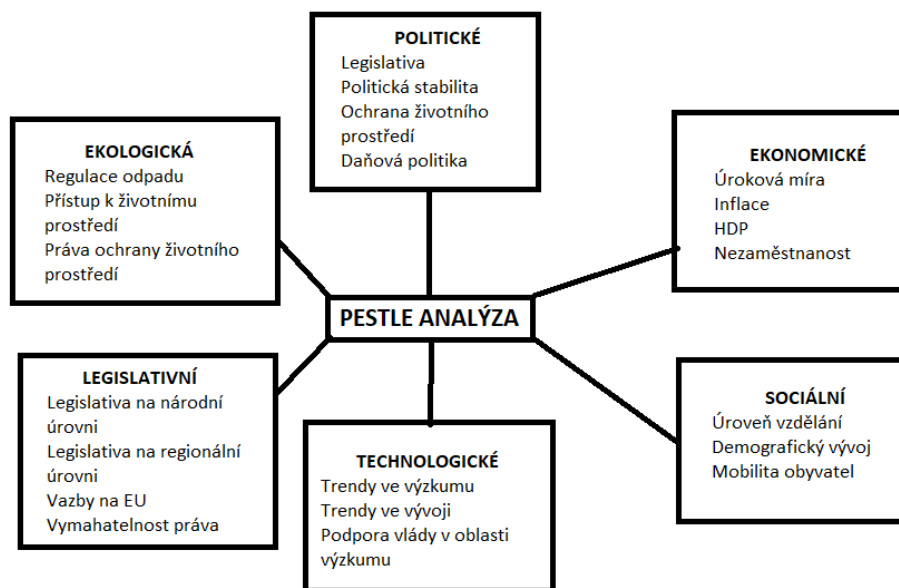 POLITICKÉ
Legislativa
Politická stabilita
Ochrana životního
prostředí
Daňová politika
EKOLOGICKÁ
Regulace odpadu
Přístup k životnímu
prostředí
Práva ochrany životního
prostředí
EKONOMICKÉ
Úroková míra
Inflace
HDP
Nezaměstnanost
PESTLE ANALÝZA
LEGISLATIVNÍ
Legislativa na národní
úrovni
Legislativa na regionální
úrovni
Vazby na EU
Vymahatelnost práva
TECHNOLOGICKÉ
Trendy ve výzkumu
Trendy ve vývoji
Podpora vlády v oblasti
výzkumu
SOCIÁLNÍ
Úroveň vzdělání
Demografický vývoj
Mobilita obyvatel